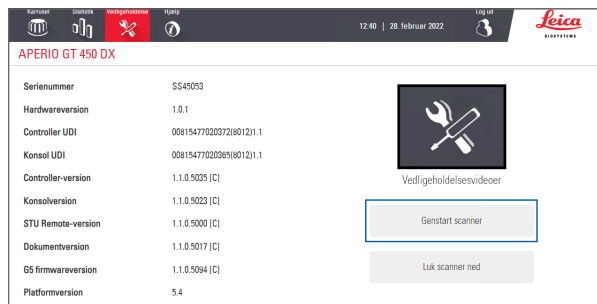 Karrusel Statistik Vedligeholdelse Hjælp Log ud
12:40 | 28. februar 2022
Leica
BIOSYSTEMS
APERIO GT 450 DX
Serienummer SS45053
Hardwareversion 1.0.1
Controller UDI 00815477020372(8012)1.1
Konsol UDI 00815477020365(8012)1.1
Controller-version 1.1.0.5035 [C]
Konsolversion 1.1.0.5023 [C]
STU Remote-version 1.1.0.5000 [C]
Dokumentversion 1.1.0.5017 [C]
G5 firmwareversion 1.1.0.5094 [C]
Platformversion 5.4
Vedligeholdelsesvideoer
Genstart scanner
Luk scanner ned